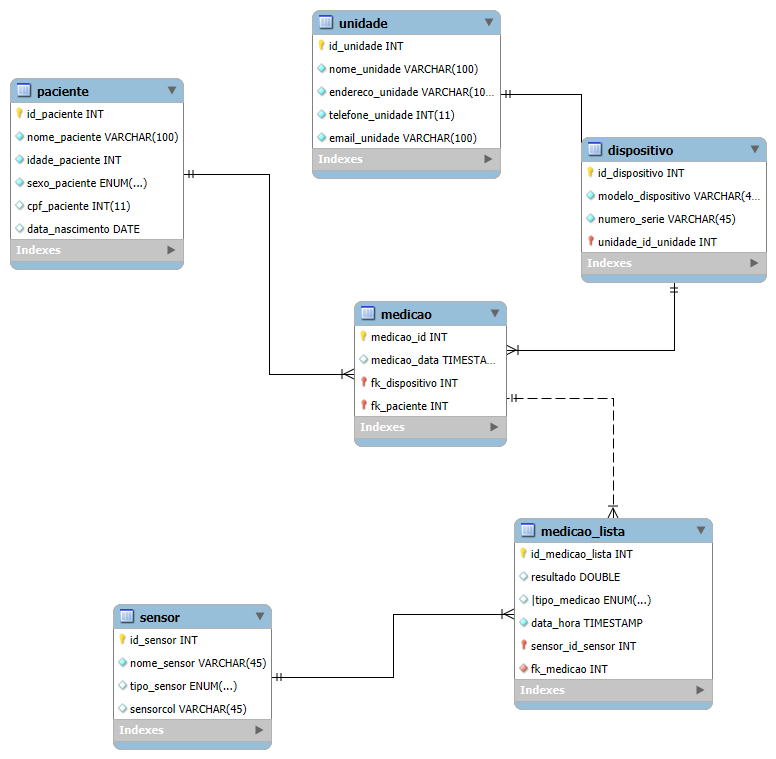 unidade
id_unidade INT
nome_unidade VARCHAR(100)
endereco_unidade VARCHAR(10...
telefone_unidade INT(11)
email_unidade VARCHAR(100)
Indexes
paciente
id_paciente INT
nome_paciente VARCHAR(100)
idade_paciente INT
sexo_paciente ENUM(...)
cpf_paciente INT(11)
data_nascimento DATE
Indexes
dispositivo
id_dispositivo INT
modelo_dispositivo VARCHAR(4...
numero_serie VARCHAR(45)
unidade_id_unidade INT
Indexes
medicao
medicao_id INT
medicao_data TIMESTA...
fk_dispositivo INT
fk_paciente INT
Indexes
medicao_lista
id_medicao_lista INT
resultado DOUBLE
|tipo_medicao ENUM(...)
data_hora TIMESTAMP
sensor_id_sensor INT
fk_medicao INT
Indexes
sensor
id_sensor INT
nome_sensor VARCHAR(45)
tipo_sensor ENUM(...)
sensorcol VARCHAR(45)
Indexes